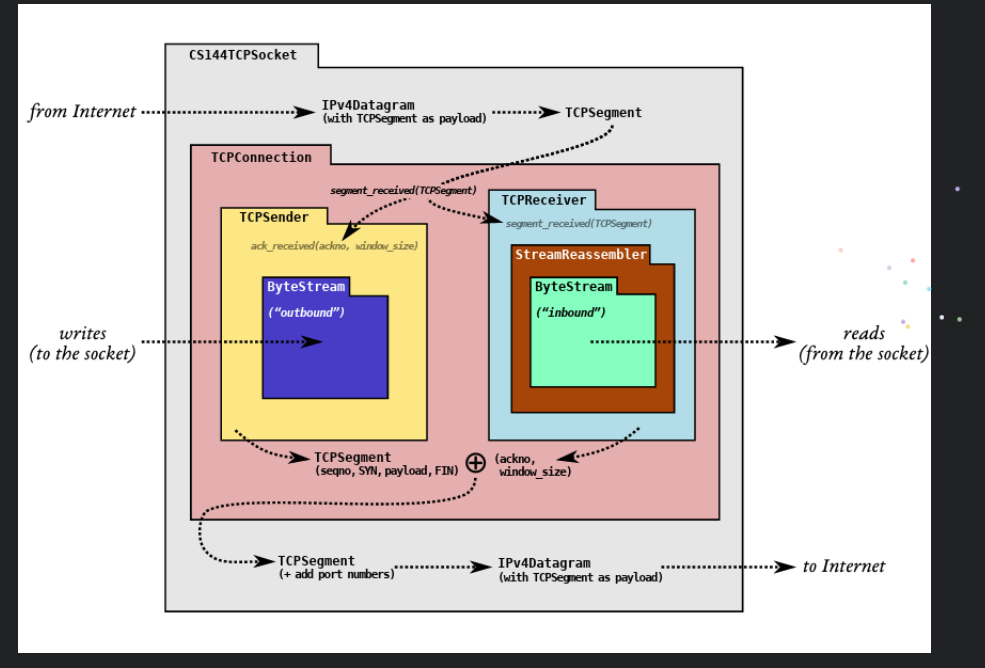 CS144TCPSocket
from Internet
IPv4Datagram
(with TCPSegment as payload)
TCPSegment
TCPConnection
segment_received(TCPSegment)
TCPSender
ack_received(ackno, window_size)
ByteStream
(“outbound”)
TCPReceiver
segment_received(TCPSegment)
StreamReassembler
ByteStream
(“inbound”)
writes
(to the socket)
reads
(from the socket)
TCPSegment
(seqno, SYN, payload, FIN)
(ackno,
window_size)
TCPSegment
(+ add port numbers)
IPv4Datagram
(with TCPSegment as payload)
to Internet